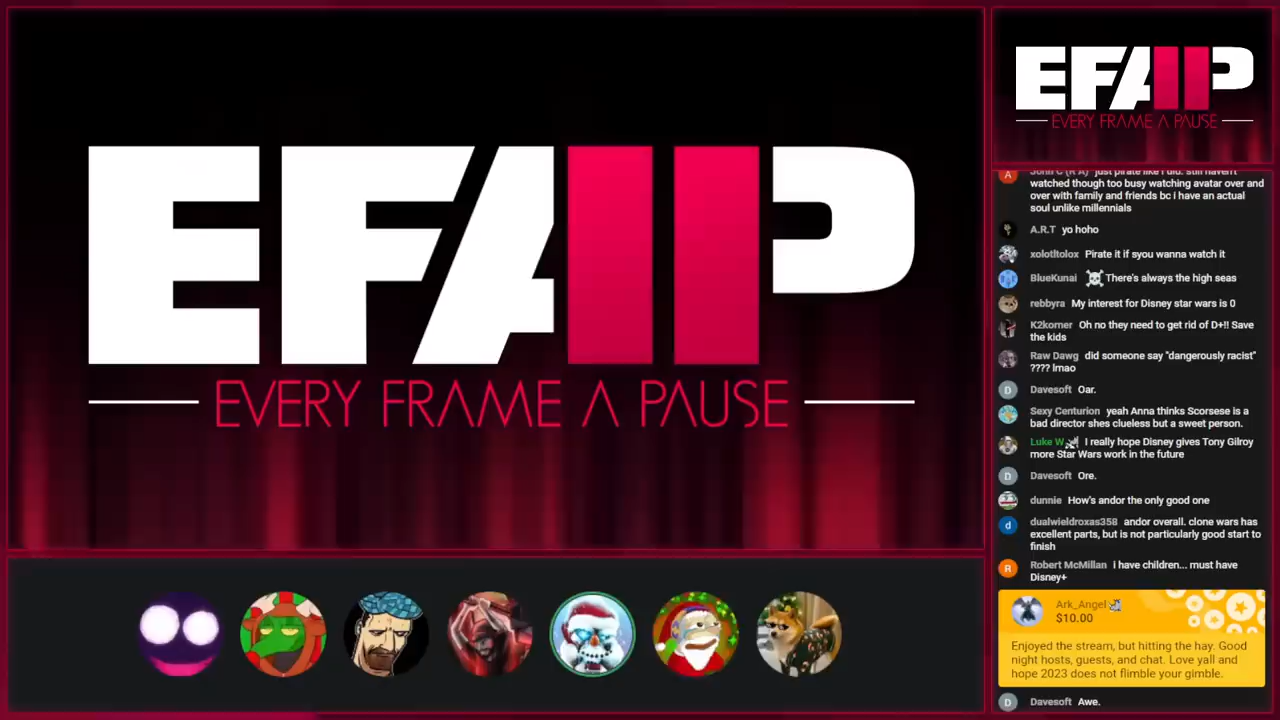 EFAP
EVERY FRAME A PAUSE
EFAP
EVERY FRAME A PAUSE
A
John C (R A) just pirate like i did. still haven't
watched though too busy watching avatar over and
over with family and friends bc i have an actual
soul unlike millennials
A.R.T yo hoho
xolotltolox Pirate it if syou wanna watch it
BlueKunai There's always the high seas
rebbyra My interest for Disney star wars is 0
K2korner Oh no they need to get rid of D+!! Save
the kids
Raw Dawg did someone say "dangerously racist"
???? lmao
D
Davesoft Oar.
Sexy Centurion yeah Anna thinks Scorsese is a
bad director shes clueless but a sweet person.
Luke W I really hope Disney gives Tony Gilroy
more Star Wars work in the future
D
Davesoft Ore.
dunnie How's andor the only good one
d
dualwieldroxas358 andor overall. clone wars has
excellent parts, but is not particularly good start to
finish
R
Robert McMillan i have children... must have
Disney+
Ark_Angel
$10.00
Enjoyed the stream, but hitting the hay. Good
night hosts, guests, and chat. Love yall and
hope 2023 does not flimble your gimble.
D
Davesoft Awe.